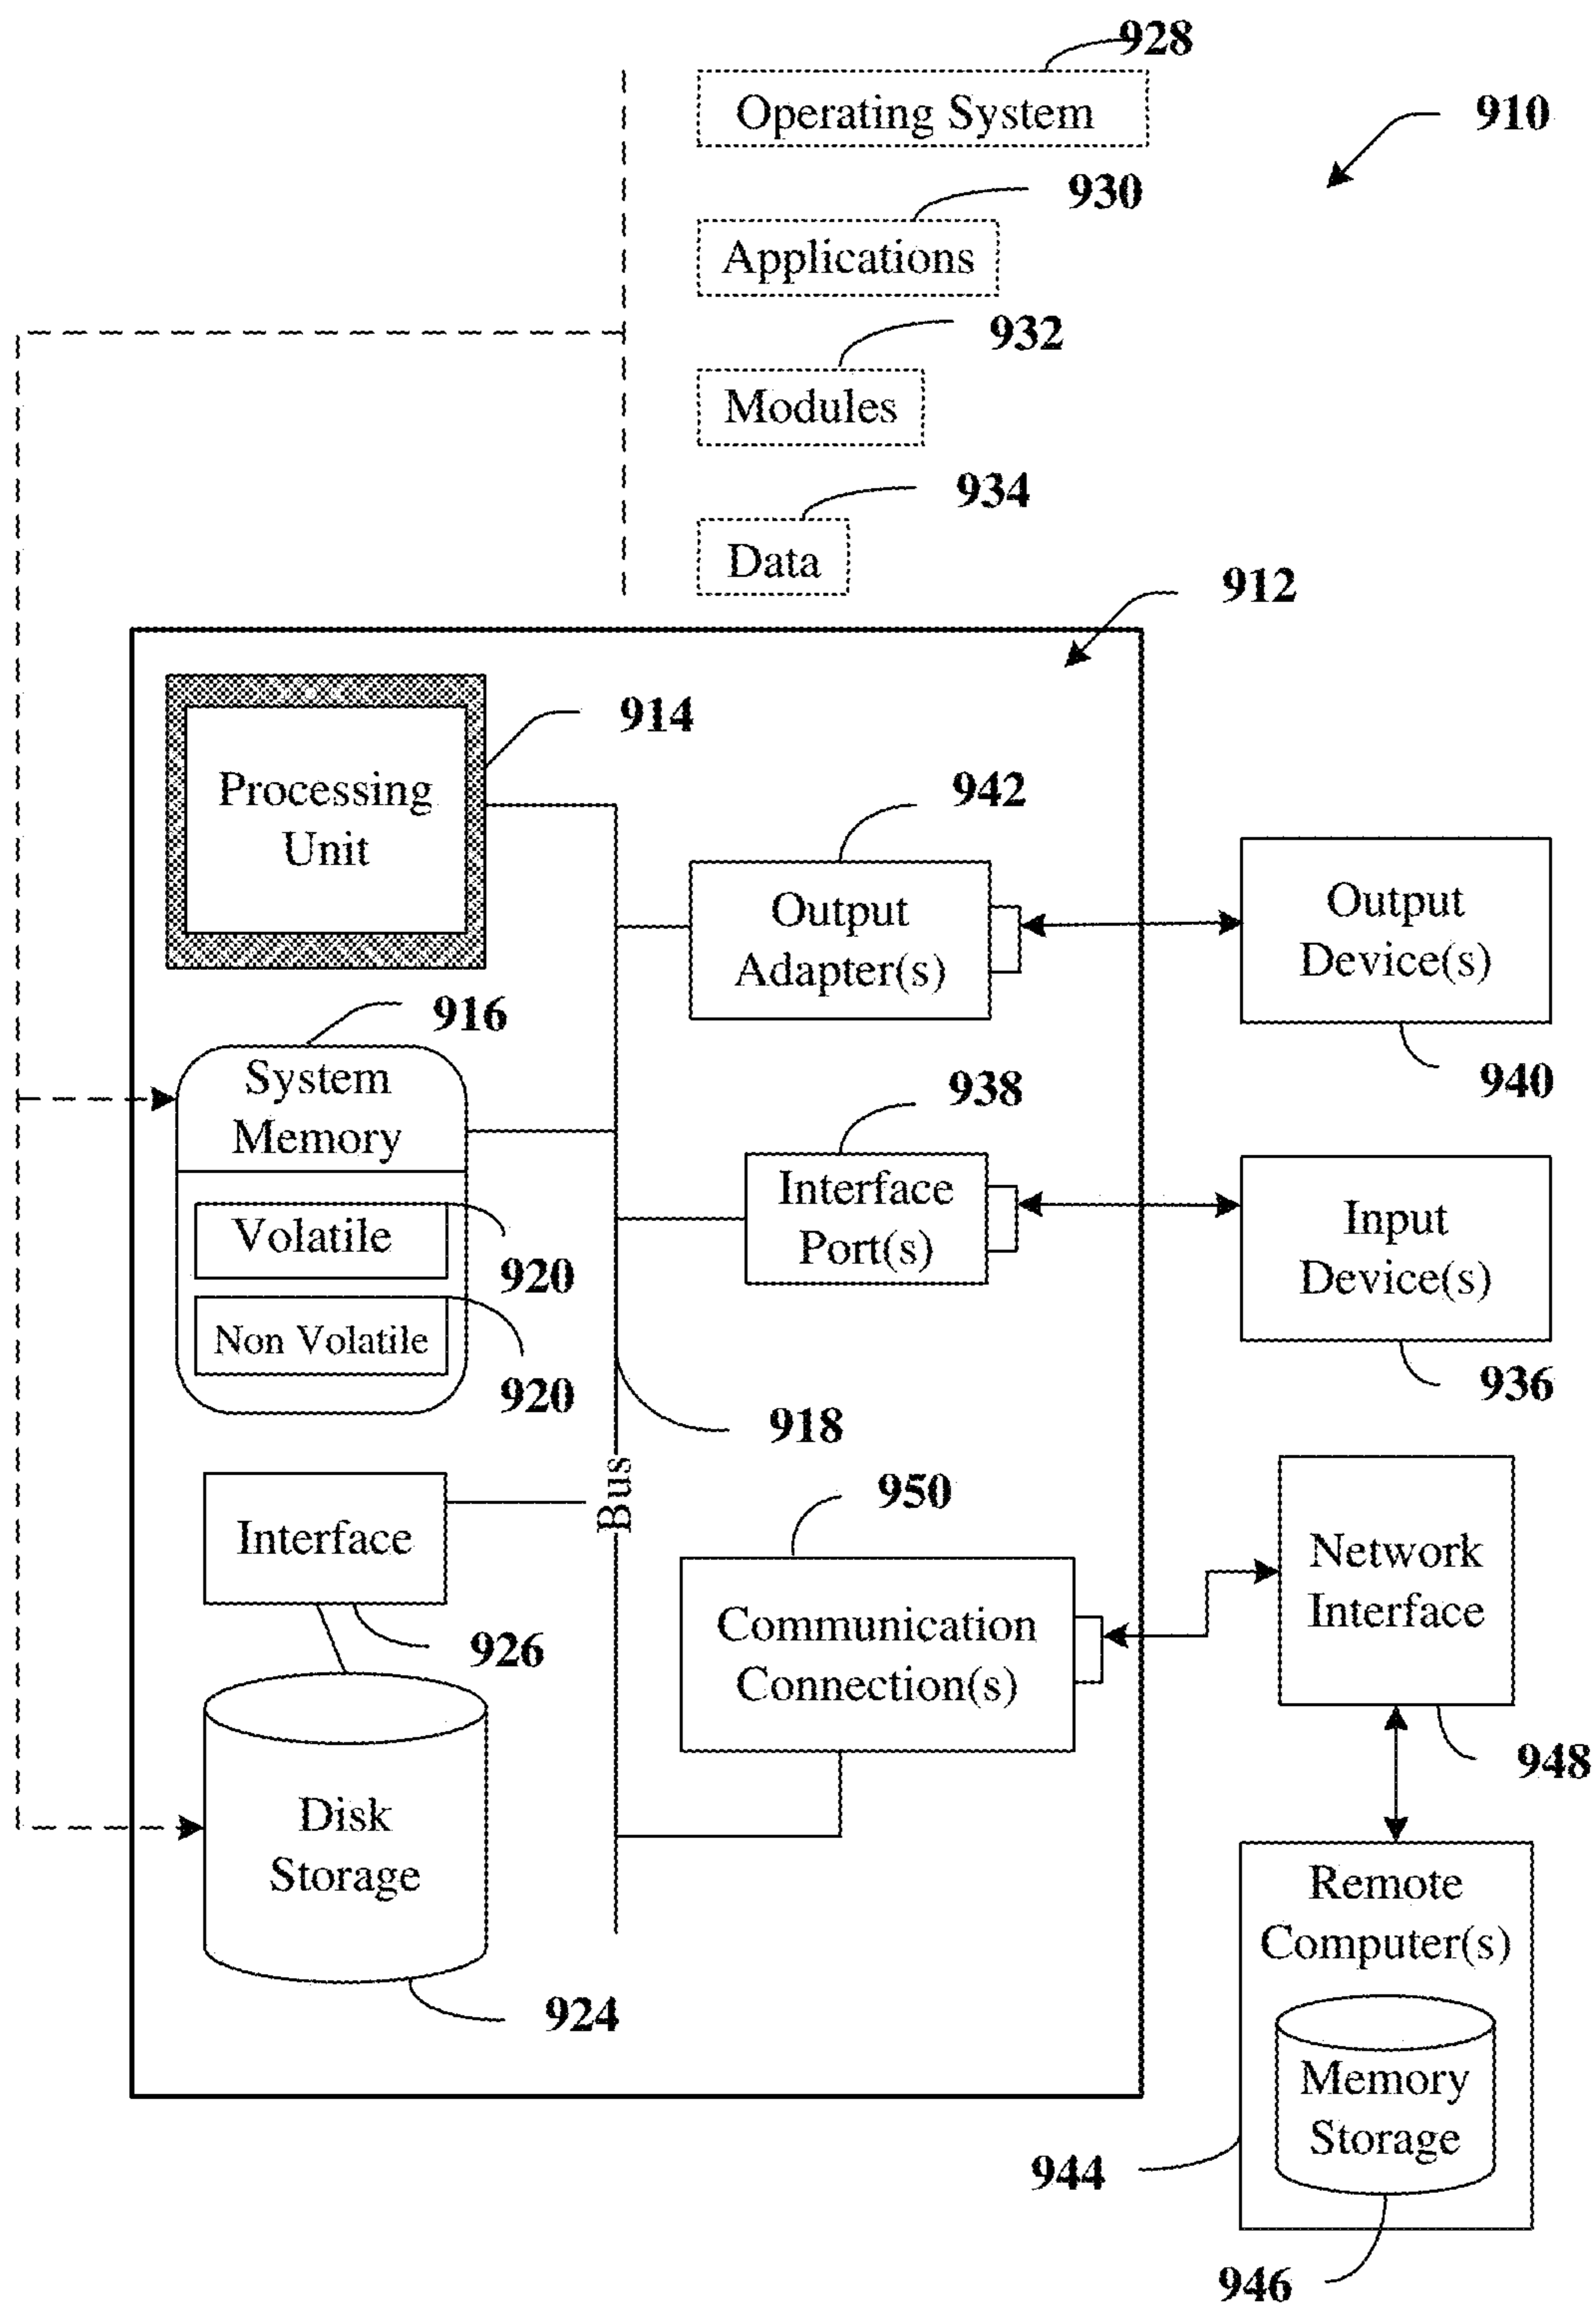 928
Operating System
910
930
Applications
932
Modules
934
Data
912
914
Processing
Unit
942
Output
Adapter(s)
Output
Device(s)
940
916
System
Memory
938
Interface
Port(s)
Input
Device(s)
936
Volatile
920
Non Volatile
920
918
Bus
950
Interface
926
Communication
Connection(s)
Network
Interface
948
Disk
Storage
924
Remote
Computer(s)
Memory
Storage
944
946